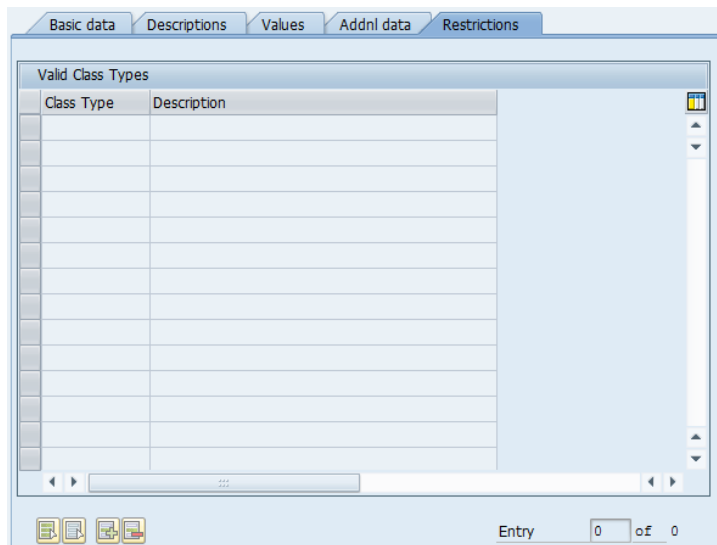 Basic data Descriptions Values Addnl data Restrictions
Valid Class Types
Class Type Description
Entry 0 of 0